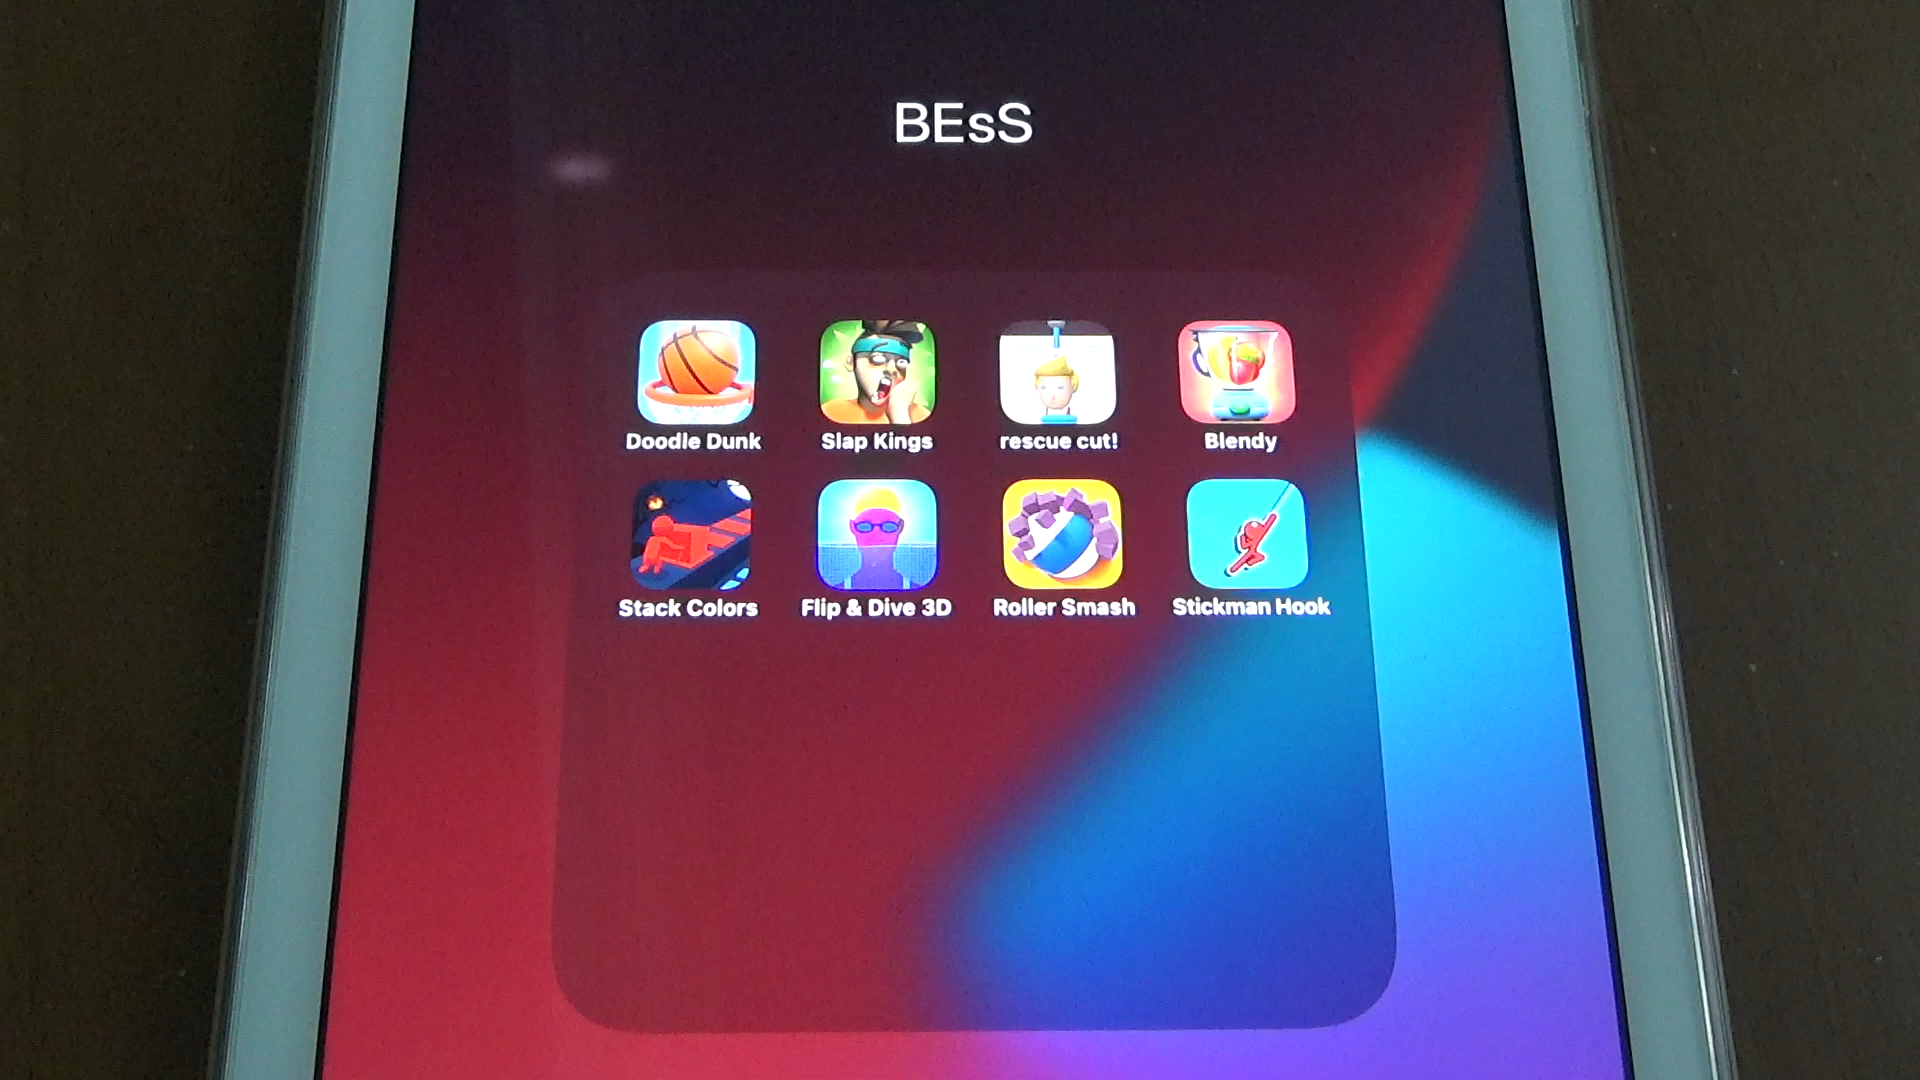 BEsS
Doodle Dunk Slap Kings rescue cut! Blendy
Stack Colors Flip & Dive 3D Roller Smash Stickman Hook